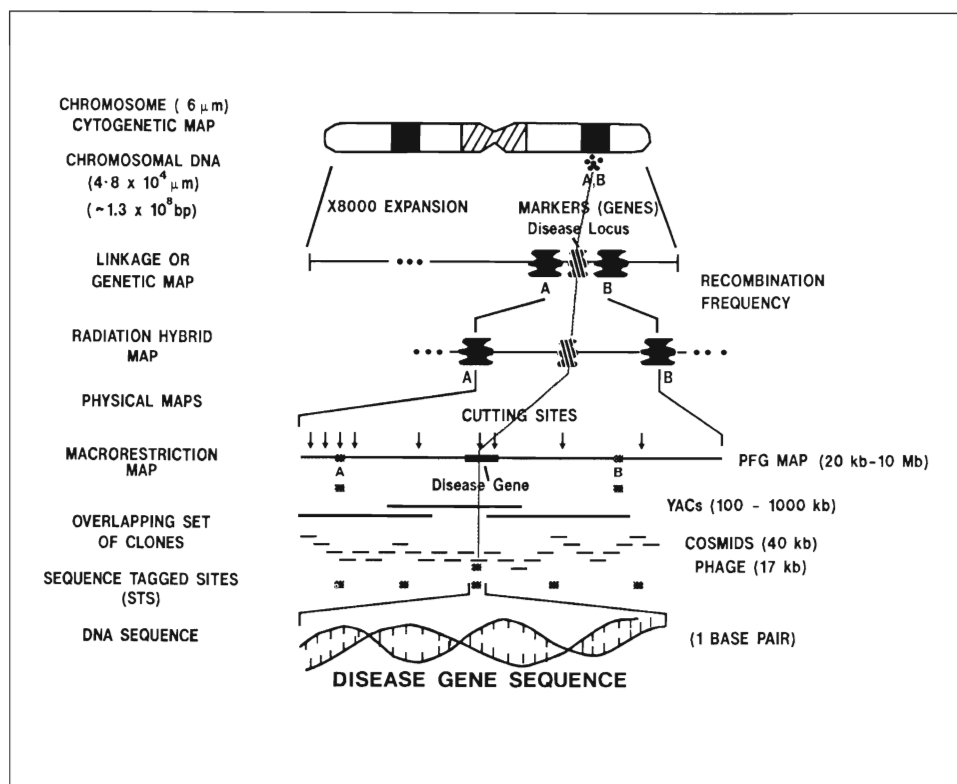 CHROMOSOME ( 6 μm)
CYTOGENETIC MAP
CHROMOSOMAL DNA
(4·8 x 10⁴ μm)
(~1.3 x 10⁸ bp)
A,B
X8000 EXPANSION
MARKERS (GENES)
Disease Locus
LINKAGE OR
GENETIC MAP
A
B
RECOMBINATION
FREQUENCY
RADIATION HYBRID
MAP
A
B
PHYSICAL MAPS
CUTTING SITES
MACRORESTRICTION
MAP
A
B
PFG MAP (20 kb-10 Mb)
Disease Gene
YACs (100 - 1000 kb)
OVERLAPPING SET
OF CLONES
COSMIDS (40 kb)
PHAGE (17 kb)
SEQUENCE TAGGED SITES
(STS)
DNA SEQUENCE
(1 BASE PAIR)
DISEASE GENE SEQUENCE